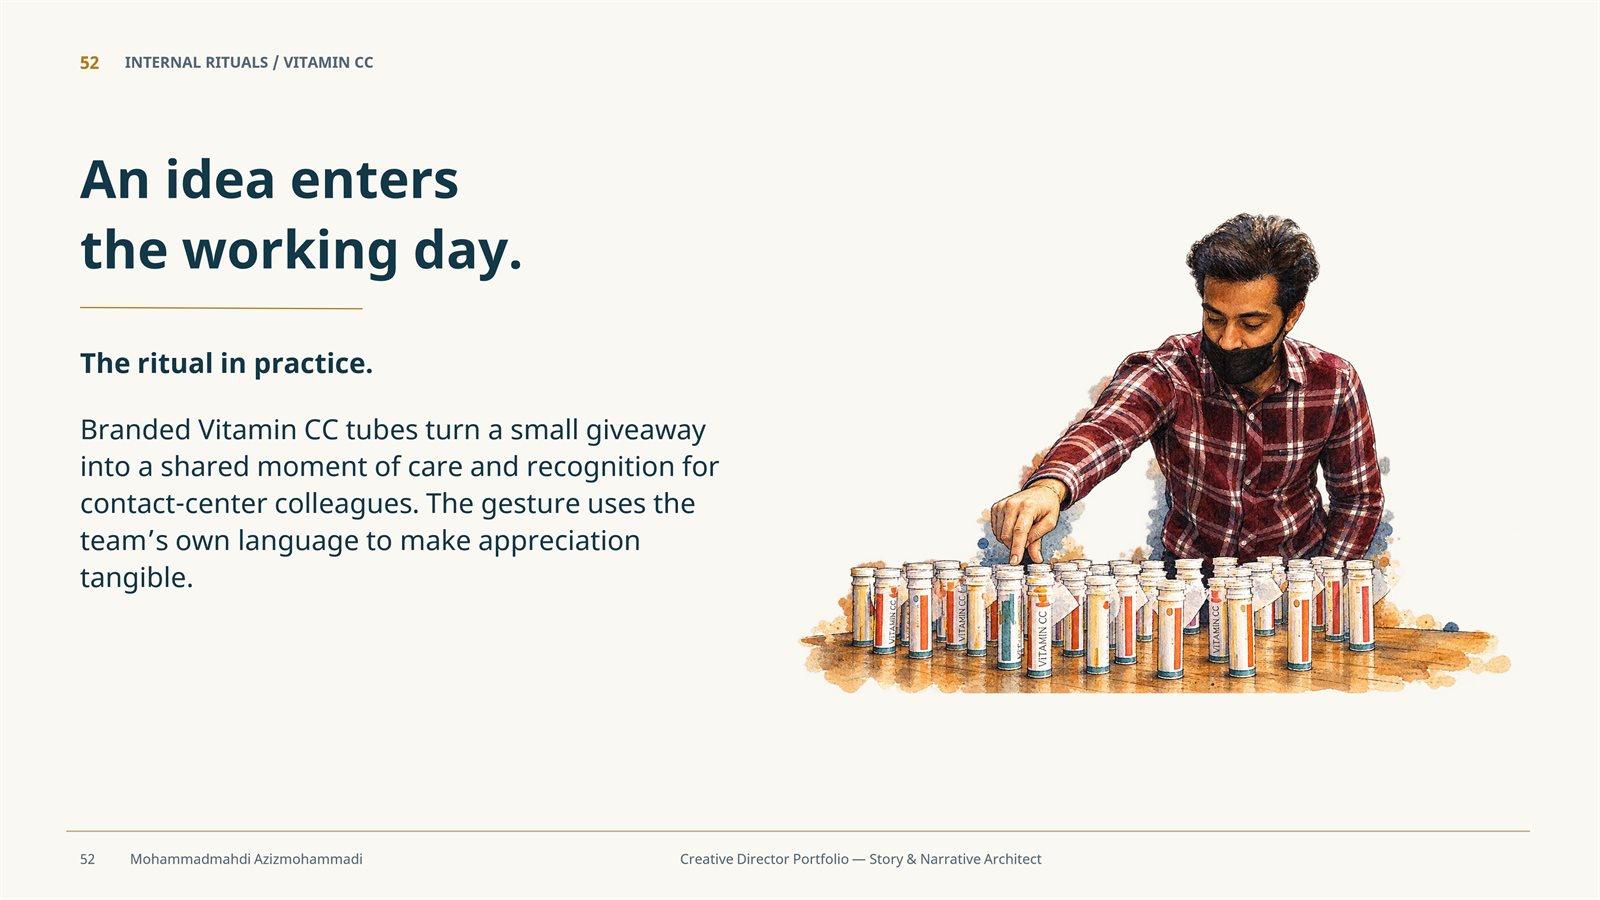 52 INTERNAL RITUALS / VITAMIN CC
An idea enters
the working day.
The ritual in practice.
Branded Vitamin CC tubes turn a small giveaway
into a shared moment of care and recognition for
contact-center colleagues. The gesture uses the
team’s own language to make appreciation
tangible.
VITAMIN CC
VITAMIN CC
VITAMIN CC
VITAMIN CC
52 Mohammadmahdi Azizmohammadi Creative Director Portfolio — Story & Narrative Architect